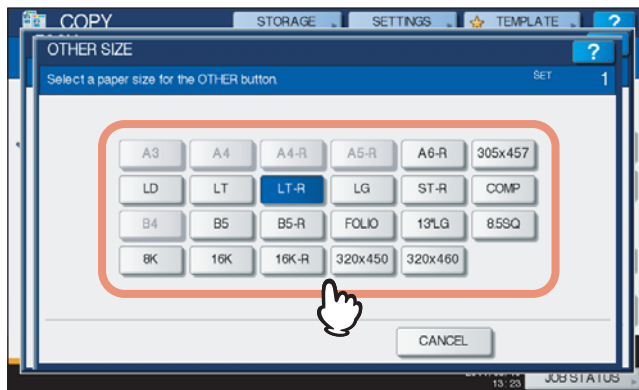 COPY STORAGE SETTINGS TEMPLATE ?
OTHER SIZE ?
Select a paper size for the OTHER button. SET 1
A3 A4 A4-R A5-R A6-R 305x457
LD LT LT-R LG ST-R COMP
B4 B5 B5-R FOLIO 13"LG 8.5SQ
8K 16K 16K-R 320x450 320x460
CANCEL
13:23 JOB STATUS